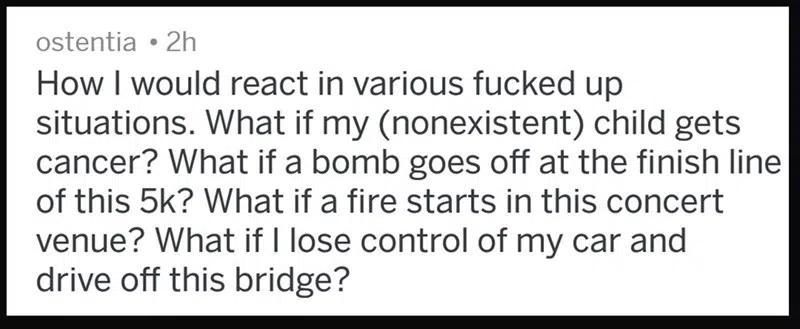 ostentia • 2h
How I would react in various fucked up
situations. What if my (nonexistent) child gets
cancer? What if a bomb goes off at the finish line
of this 5k? What if a fire starts in this concert
venue? What if I lose control of my car and
drive off this bridge?